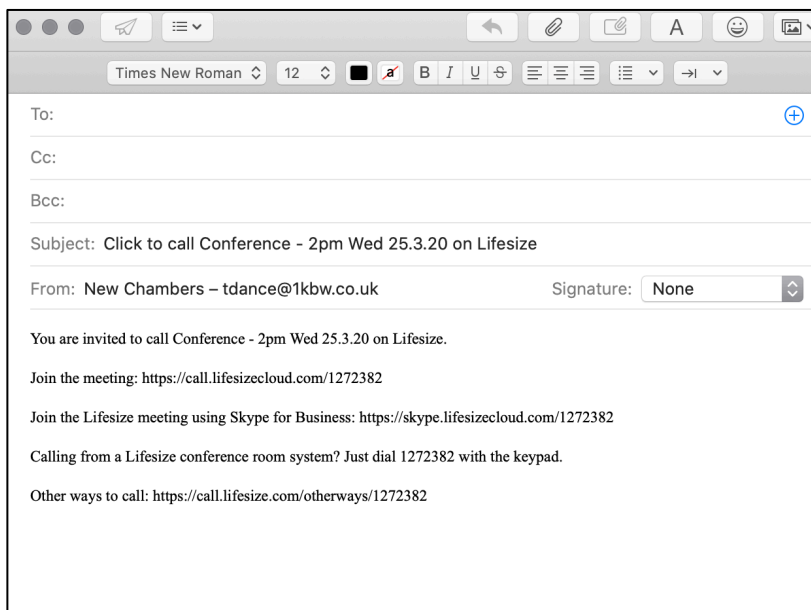 Times New Roman 12 a B I U S
A
To:
Cc:
Bcc:
Subject: Click to call Conference - 2pm Wed 25.3.20 on Lifesize
From: New Chambers – tdance@1kbw.co.uk Signature: None
You are invited to call Conference - 2pm Wed 25.3.20 on Lifesize.
Join the meeting: https://call.lifesizecloud.com/1272382
Join the Lifesize meeting using Skype for Business: https://skype.lifesizecloud.com/1272382
Calling from a Lifesize conference room system? Just dial 1272382 with the keypad.
Other ways to call: https://call.lifesize.com/otherways/1272382